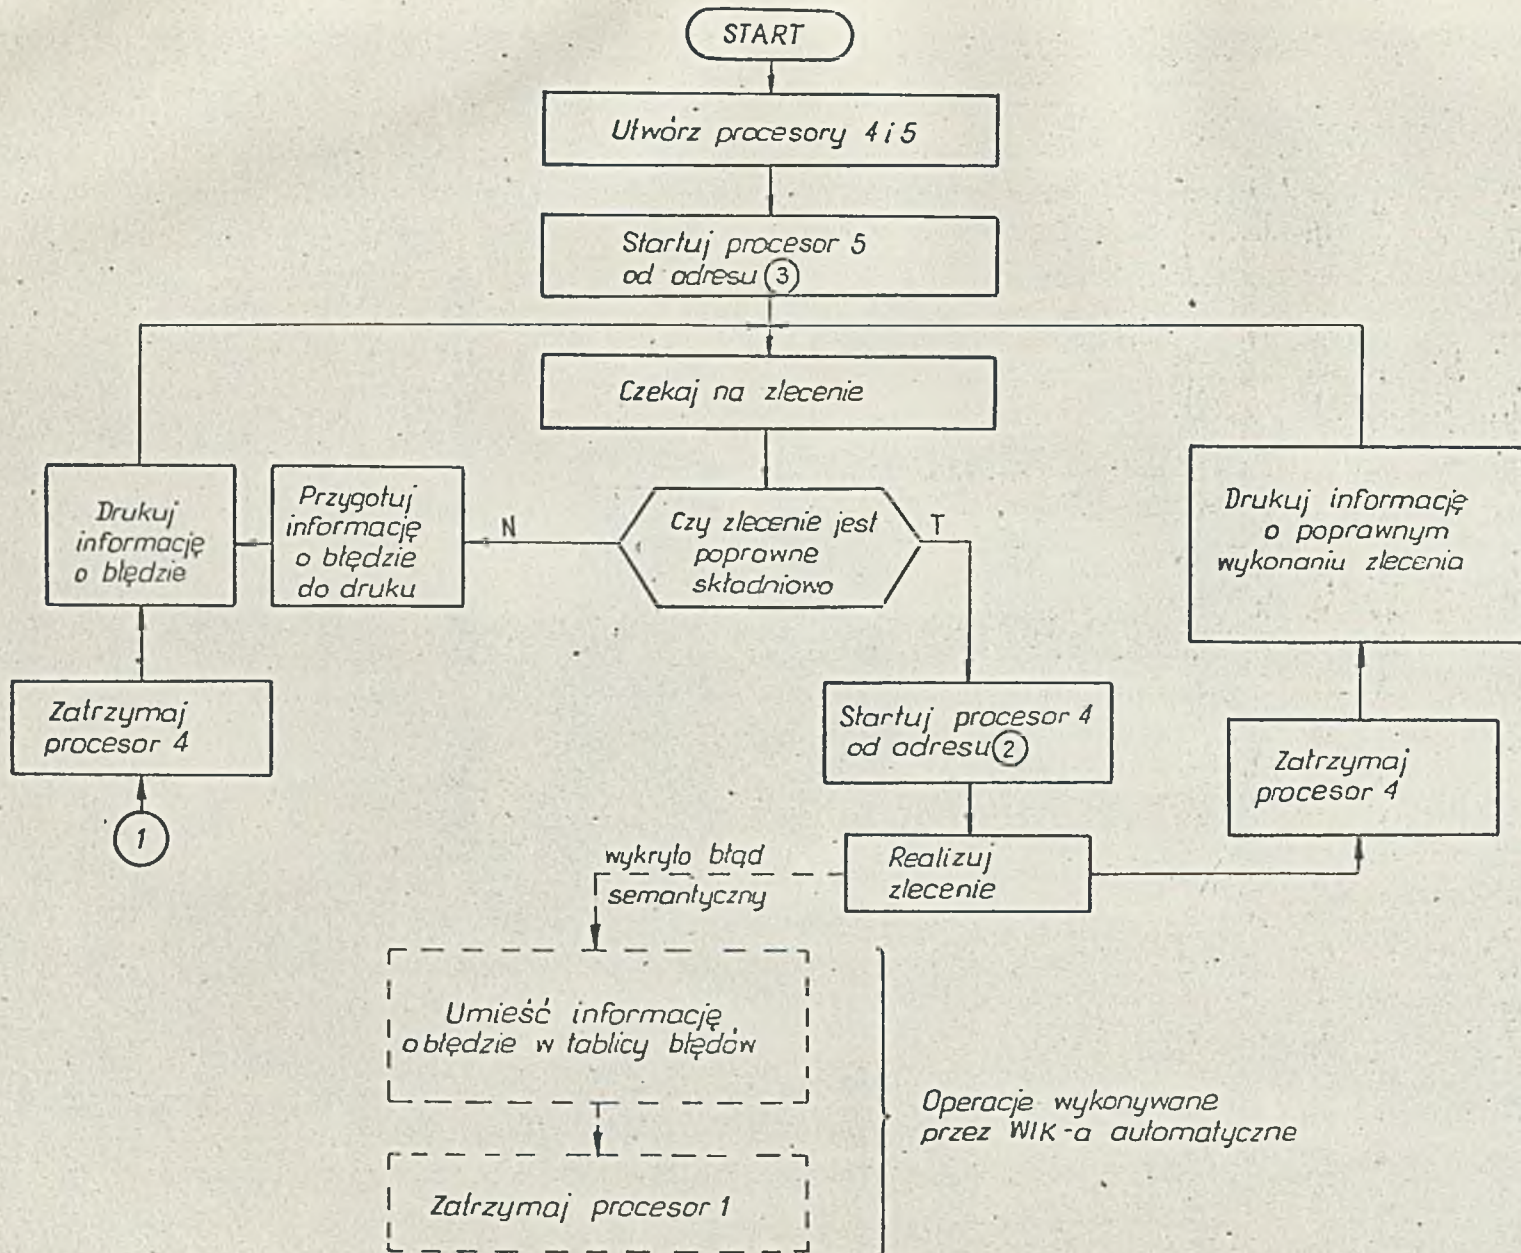 START
Utwórz procesory 4 i 5
Startuj procesor 5
od adresu 3
Czekaj na zlecenie
Drukuj
informację
o błędzie
Przygotuj
informację
o błędzie
do druku
N
Czy zlecenie jest
poprawne
składniowo
T
Drukuj informację
o poprawnym
wykonaniu zlecenia
Zatrzymaj
procesor 4
1
Startuj procesor 4
od adresu 2
Zatrzymaj
procesor 4
wykryto błąd
semantyczny
Realizuj
zlecenie
Umieść informację
o błędzie w tablicy błędów
Zatrzymaj procesor 1
Operacje wykonywane
przez WIK-a automatyczne